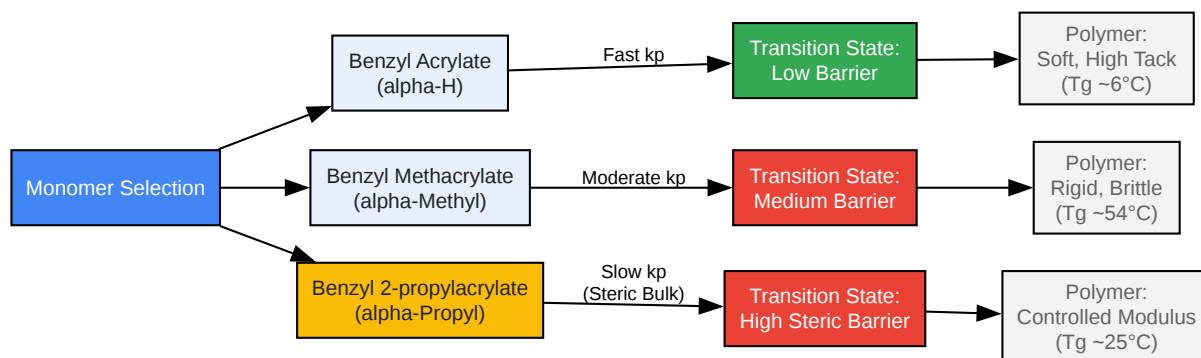 Monomer Selection
Benzyl Acrylate
(alpha-H)
Fast kp
Transition State:
Low Barrier
Polymer:
Soft, High Tack
(Tg ~6°C)
Benzyl Methacrylate
(alpha-Methyl)
Moderate kp
Transition State:
Medium Barrier
Polymer:
Rigid, Brittle
(Tg ~54°C)
Benzyl 2-propylacrylate
(alpha-Propyl)
Slow kp
(Steric Bulk)
Transition State:
High Steric Barrier
Polymer:
Controlled Modulus
(Tg ~25°C)